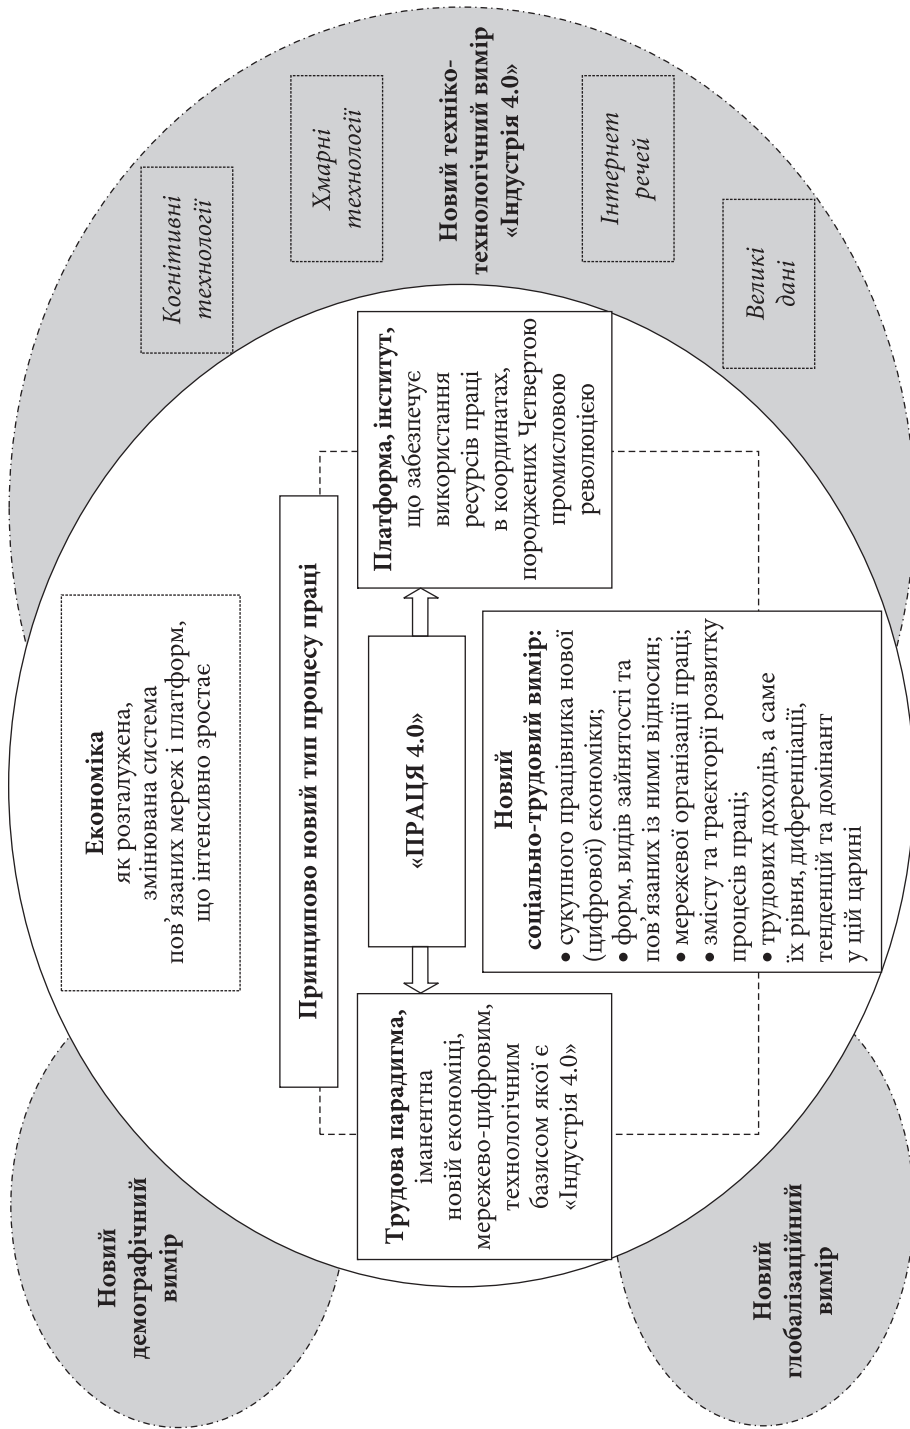 Новий
демографічний
вимір
Економіка
як розгалужена,
змінювана система
пов’язаних мереж і платформ,
що інтенсивно зростає
Когнітивні
технології
Хмарні
технології
Новий техніко-
технологічний вимір
«Індустрія 4.0»
Інтернет
речей
Великі
дані
Принципово новий тип процесу праці
Трудова парадигма,
іманентна
новій економіці,
мережево-цифровим,
технологічним
базисом якої є
«Індустрія 4.0»
«ПРАЦЯ 4.0»
Платформа, інститут,
що забезпечує
використання
ресурсів праці
в координатах,
породжених Четвертою
промисловою
революцією
Новий
соціально-трудовий вимір:
• сукупного працівника нової
(цифрової) економіки;
• форм, видів зайнятості та
пов’язаних із ними відносин;
• мережевої організації праці;
• змісту та траєкторії розвитку
процесів праці;
• трудових доходів, а саме
їх рівня, диференціації,
тенденцій та домінант
у цій царині
Новий
глобалізаційний
вимір